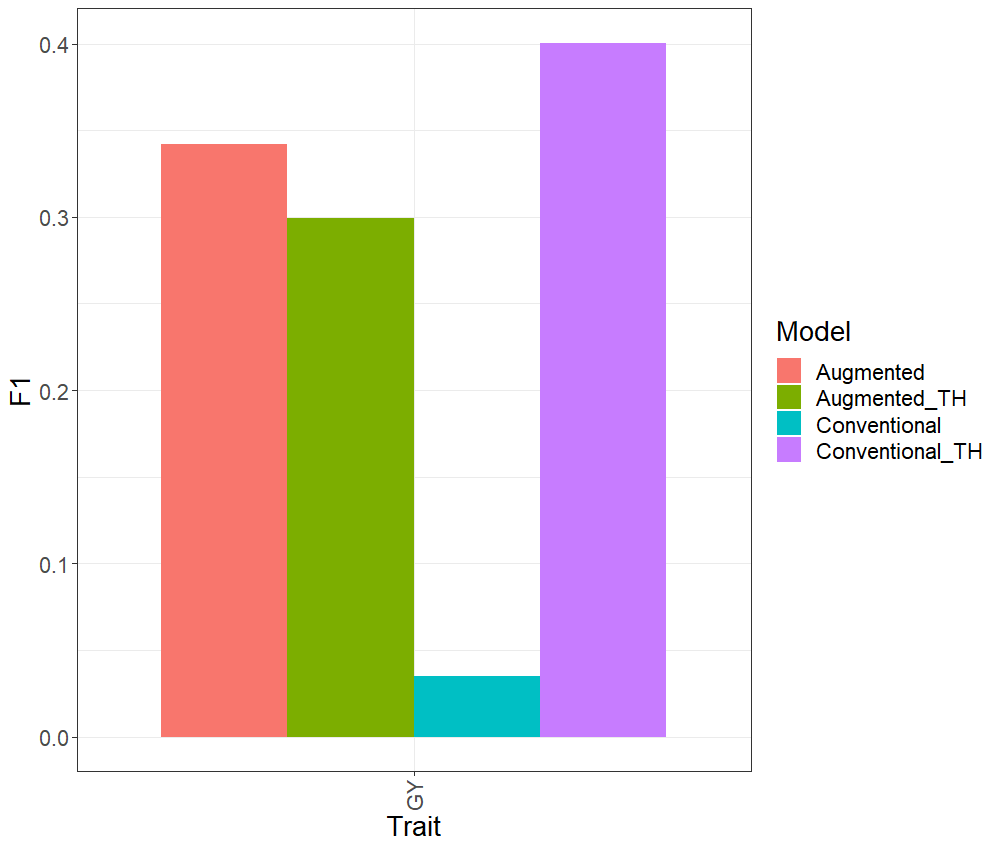 0.4
0.3
0.2
0.1
0.0
F1
GY
Trait
Model
Augmented
Augmented_TH
Conventional
Conventional_TH